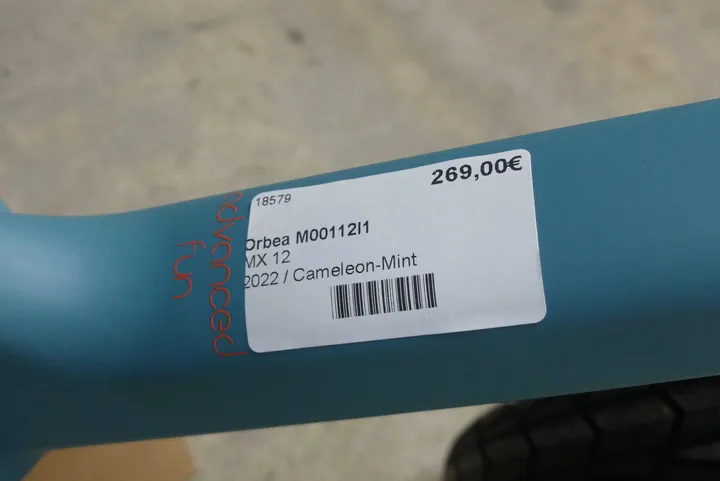 269,00€
18579
Orbea M00112I1
MX 12
2022 / Cameleon-Mint
advanced
fun